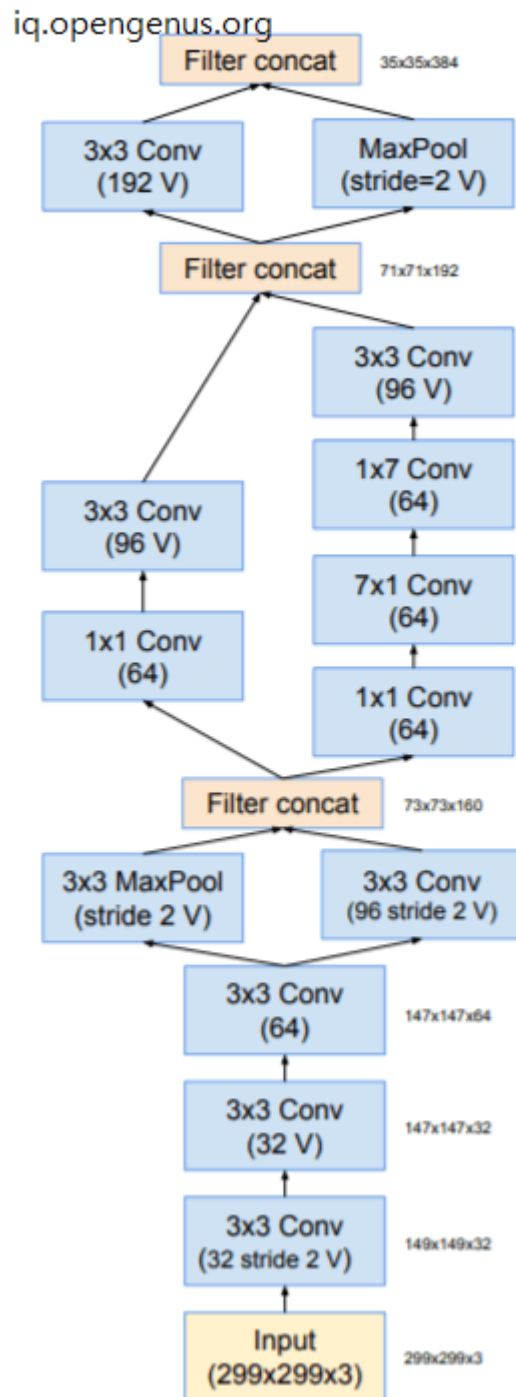 iq.opengenus.org
Filter concat
35x35x384
3x3 Conv
(192 V)
MaxPool
(stride=2 V)
Filter concat
71x71x192
3x3 Conv
(96 V)
1x7 Conv
(64)
3x3 Conv
(96 V)
7x1 Conv
(64)
1x1 Conv
(64)
1x1 Conv
(64)
Filter concat
73x73x160
3x3 MaxPool
(stride 2 V)
3x3 Conv
(96 stride 2 V)
3x3 Conv
(64)
147x147x64
3x3 Conv
(32 V)
147x147x32
3x3 Conv
(32 stride 2 V)
149x149x32
Input
(299x299x3)
299x299x3